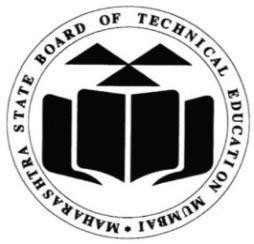 MAHARASHTRA STATE BOARD OF TECHNICAL EDUCATION MUMBAI *